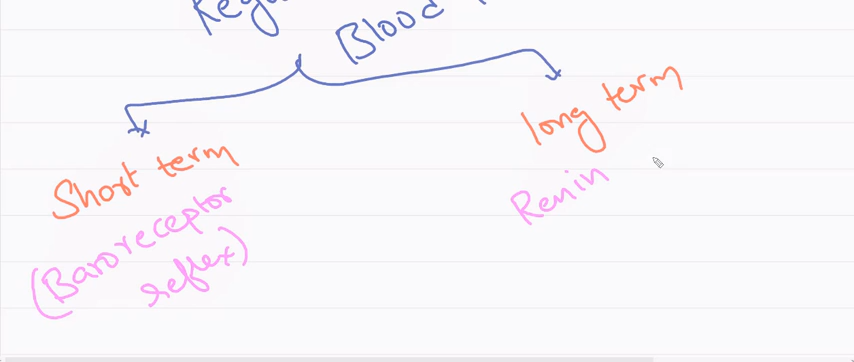 Blood
Short term
(Baroreceptor
reflex)
long term
Renin